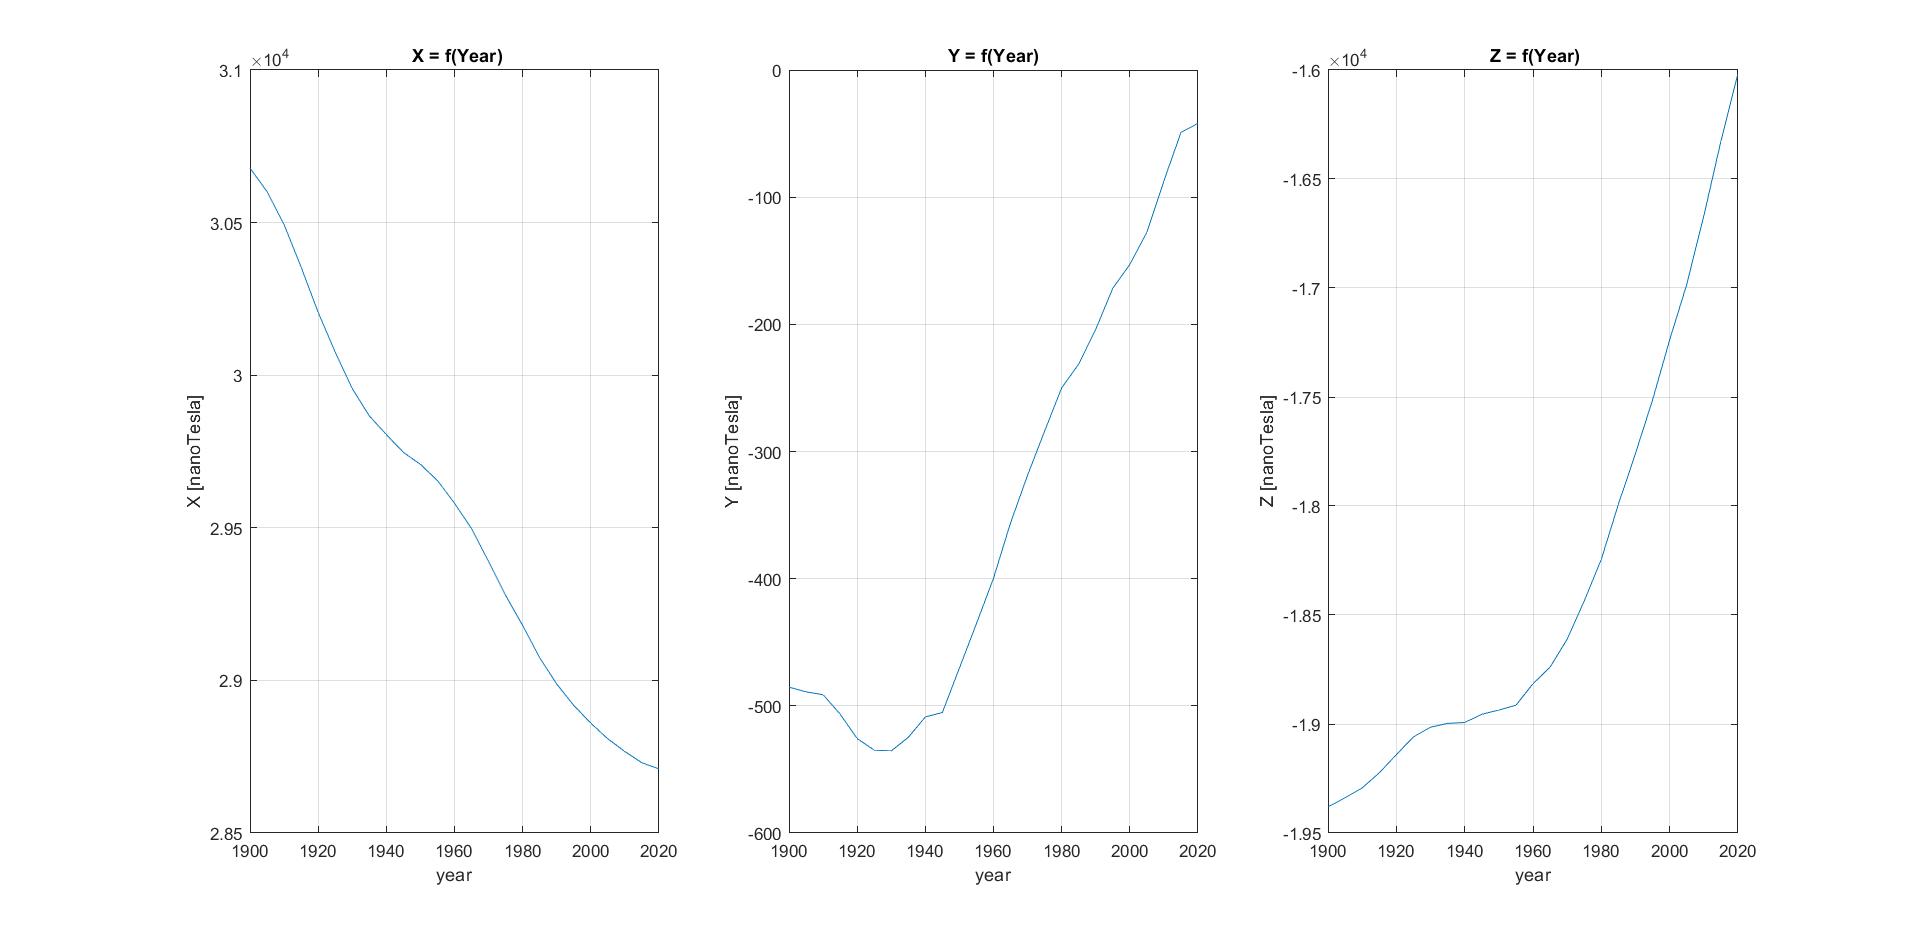 X = f(Year)
×10⁴
3.1
3.05
3
2.95
2.9
2.85
X [nanoTesla]
1900 1920 1940 1960 1980 2000 2020
year
Y = f(Year)
0
-100
-200
-300
-400
-500
-600
Y [nanoTesla]
1900 1920 1940 1960 1980 2000 2020
year
Z = f(Year)
×10⁴
-1.6
-1.65
-1.7
-1.75
-1.8
-1.85
-1.9
-1.95
Z [nanoTesla]
1900 1920 1940 1960 1980 2000 2020
year